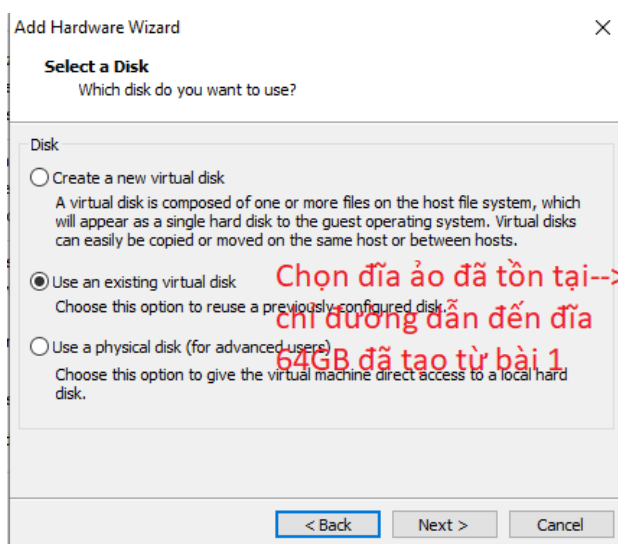 Add Hardware Wizard
Select a Disk
Which disk do you want to use?
Disk
Create a new virtual disk
A virtual disk is composed of one or more files on the host file system, which
will appear as a single hard disk to the guest operating system. Virtual disks
can easily be copied or moved on the same host or between hosts.
Use an existing virtual disk
Chọn đĩa ảo đã tồn tại-->
Choose this option to reuse a previously configured disk.
chỉ đường dẫn đến đĩa
Use a physical disk (for advanced users)
64GB đã tạo từ bài 1
Choose this option to give the virtual machine direct access to a local hard
disk.
< Back
Next >
Cancel